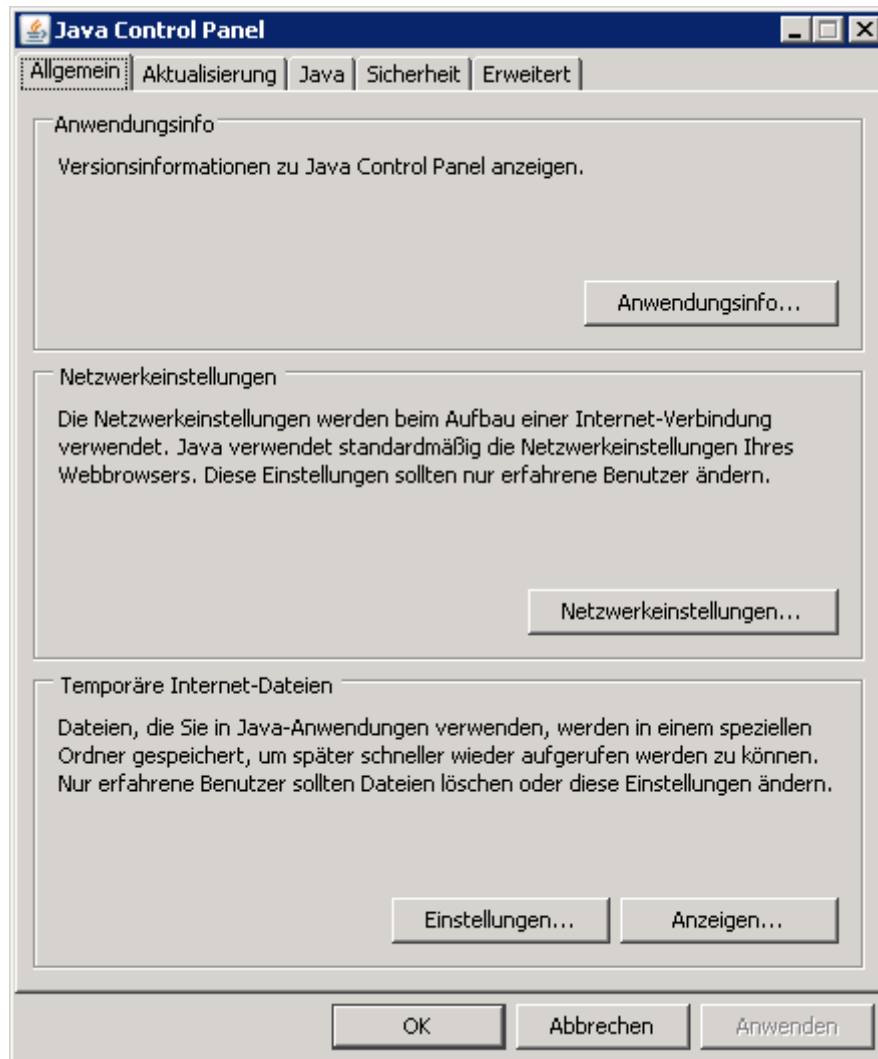 Java Control Panel
Allgemein Aktualisierung Java Sicherheit Erweitert
Anwendungsinfo
Versionsinformationen zu Java Control Panel anzeigen.
Anwendungsinfo...
Netzwerkeinstellungen
Die Netzwerkeinstellungen werden beim Aufbau einer Internet-Verbindung
verwendet. Java verwendet standardmäßig die Netzwerkeinstellungen Ihres
Webbrowsers. Diese Einstellungen sollten nur erfahrene Benutzer ändern.
Netzwerkeinstellungen...
Temporäre Internet-Dateien
Dateien, die Sie in Java-Anwendungen verwenden, werden in einem speziellen
Ordner gespeichert, um später schneller wieder aufgerufen werden zu können.
Nur erfahrene Benutzer sollten Dateien löschen oder diese Einstellungen ändern.
Einstellungen... Anzeigen...
OK Abbrechen Anwenden